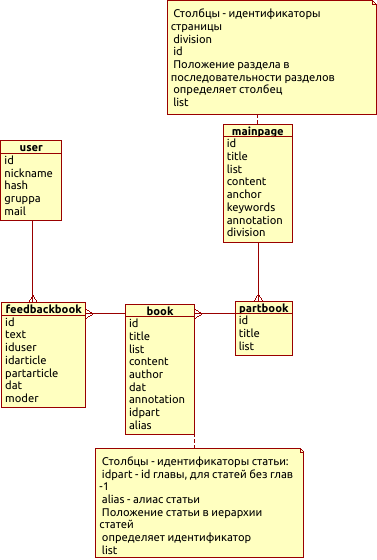 Столбцы - идентификаторы
страницы
division
id
Положение раздела в
последовательности разделов
определяет столбец
list
mainpage
id
title
list
content
anchor
keywords
annotation
division
user
id
nickname
hash
gruppa
mail
feedbackbook
id
text
iduser
idarticle
partarticle
dat
moder
book
id
title
list
content
author
dat
annotation
idpart
alias
partbook
id
title
list
Столбцы - идентификаторы статьи:
idpart - id главы, для статей без глав
-1
alias - алиас статьи
Положение статьи в иерархии
статей
определяет идентификатор
list